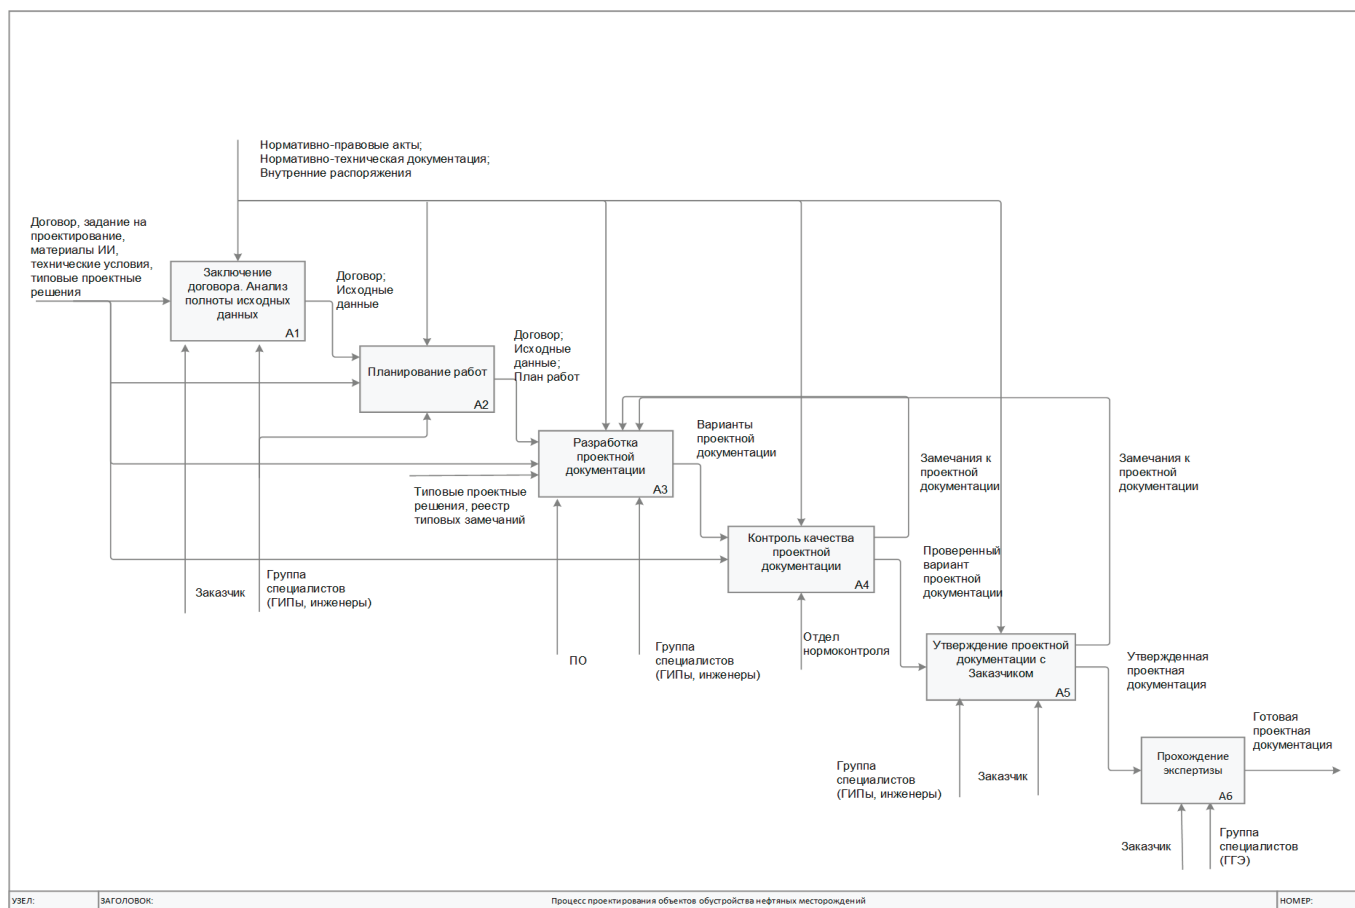 Нормативно-правовые акты;
Нормативно-техническая документация;
Внутренние распоряжения
Договор, задание на
проектирование,
материалы ИИ,
технические условия,
типовые проектные
решения
Заключение
договора. Анализ
полноты исходных
данных
A1
Договор;
Исходные
данные
Планирование работ
A2
Договор;
Исходные
данные;
План работ
Разработка
проектной
документации
A3
Варианты
проектной
документации
Типовые проектные
решения, реестр
типовых замечаний
Замечания к
проектной
документации
Замечания к
проектной
документации
Контроль качества
проектной
документации
A4
Проверенный
вариант
проектной
документации
Заказчик
Группа
специалистов
(ГИПы, инженеры)
ПО
Группа
специалистов
(ГИПы, инженеры)
Отдел
нормоконтроля
Утверждение проектной
документации с
Заказчиком
A5
Утвержденная
проектная
документация
Группа
специалистов
(ГИПы, инженеры)
Заказчик
Прохождение
экспертизы
A6
Готовая
проектная
документация
Заказчик
Группа
специалистов
(ГГЭ)
УЗЕЛ:
ЗАГОЛОВОК:
Процесс проектирования объектов обустройства нефтяных месторождений
НОМЕР: